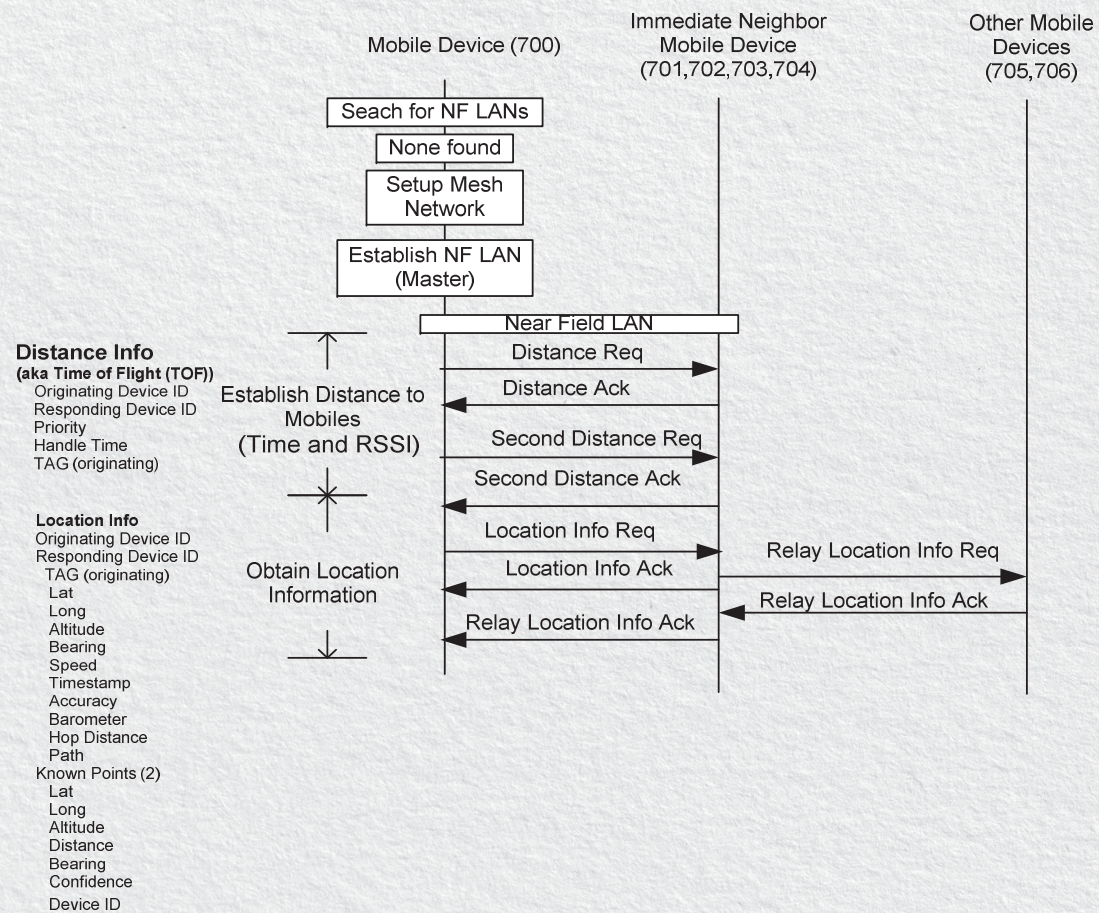 Mobile Device (700)
Immediate Neighbor
Mobile Device
(701,702,703,704)
Other Mobile
Devices
(705,706)
Seach for NF LANs
None found
Setup Mesh
Network
Establish NF LAN
(Master)
Near Field LAN
Distance Info
(aka Time of Flight (TOF))
Originating Device ID
Responding Device ID
Priority
Handle Time
TAG (originating)
Establish Distance to
Mobiles
(Time and RSSI)
Distance Req
Distance Ack
Second Distance Req
Second Distance Ack
Location Info
Originating Device ID
Responding Device ID
TAG (originating)
Lat
Long
Altitude
Bearing
Speed
Timestamp
Accuracy
Barometer
Hop Distance
Path
Known Points (2)
Lat
Long
Altitude
Distance
Bearing
Confidence
Device ID
Obtain Location
Information
Location Info Req
Relay Location Info Req
Location Info Ack
Relay Location Info Ack
Relay Location Info Ack